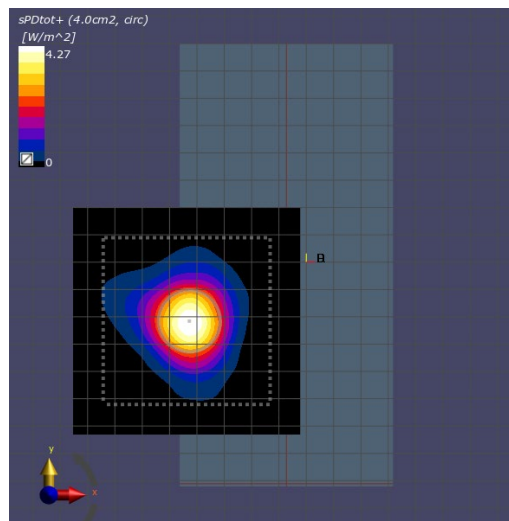 sPDtot+ (4.0cm2, circ)
[W/m^2]
4.27
0
y
x